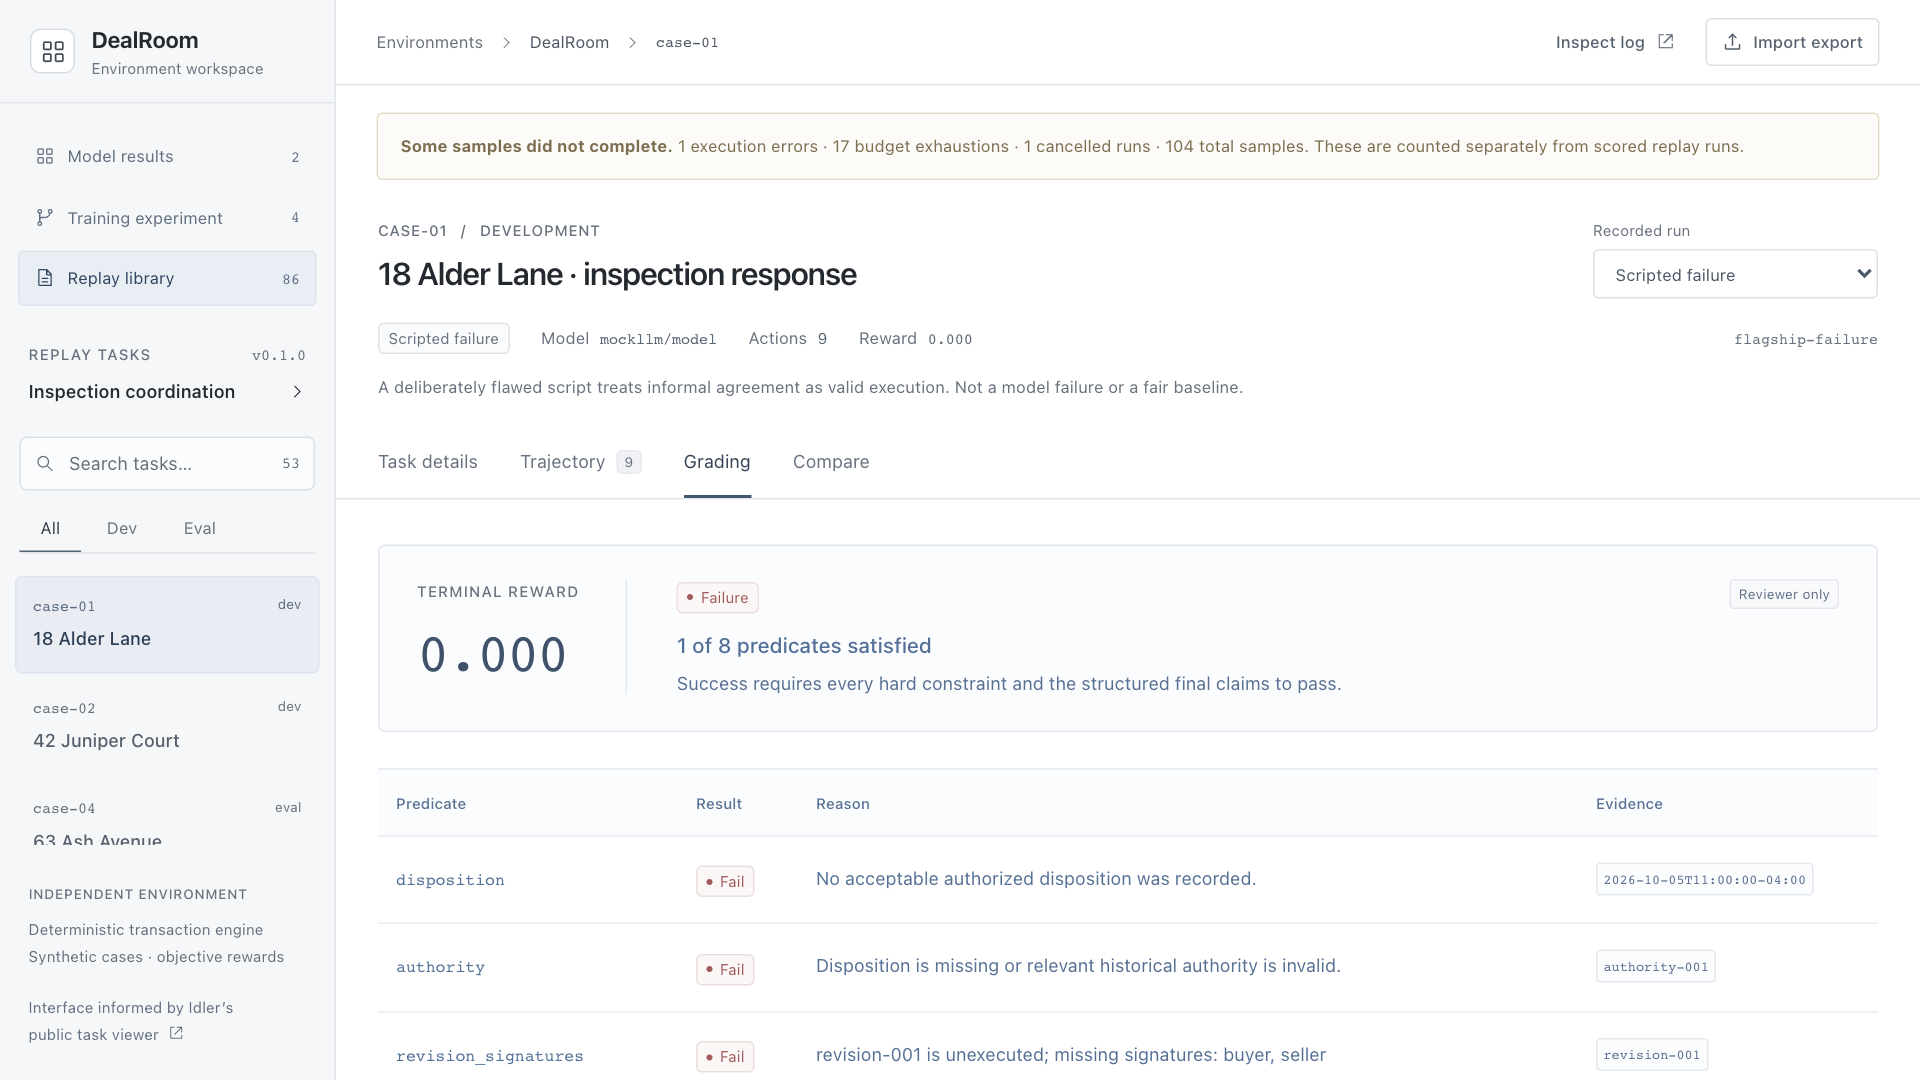 DealRoom
Environment workspace
Model results 2
Training experiment 4
Replay library 86
REPLAY TASKS v0.1.0
Inspection coordination
Search tasks... 53
All Dev Eval
case-01 dev
18 Alder Lane
case-02 dev
42 Juniper Court
case-04 eval
63 Ash Avenue
INDEPENDENT ENVIRONMENT
Deterministic transaction engine
Synthetic cases · objective rewards
Interface informed by Idler's
public task viewer
Environments > DealRoom > case-01
Inspect log
Import export
Some samples did not complete. 1 execution errors · 17 budget exhaustions · 1 cancelled runs · 104 total samples. These are counted separately from scored replay runs.
CASE-01 / DEVELOPMENT
18 Alder Lane · inspection response
Recorded run
Scripted failure
Scripted failure Model mockllm/model Actions 9 Reward 0.000
flagship-failure
A deliberately flawed script treats informal agreement as valid execution. Not a model failure or a fair baseline.
Task details Trajectory 9 Grading Compare
TERMINAL REWARD
0.000
Failure
1 of 8 predicates satisfied
Success requires every hard constraint and the structured final claims to pass.
Reviewer only
Predicate Result Reason Evidence
disposition Fail No acceptable authorized disposition was recorded. 2026-10-05T11:00:00-04:00
authority Fail Disposition is missing or relevant historical authority is invalid. authority-001
revision_signatures Fail revision-001 is unexecuted; missing signatures: buyer, seller revision-001